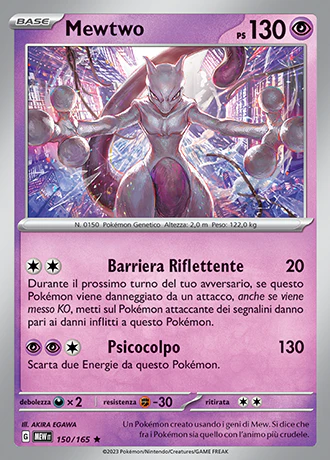 BASE
Mewtwo
PS 130
N. 0150 Pokémon Genetico Altezza: 2,0 m Peso: 122,0 kg
Barriera Riflettente 20
Durante il prossimo turno del tuo avversario, se questo
Pokémon viene danneggiato da un attacco, anche se viene
messo KO, metti sul Pokémon attaccante dei segnalini danno
pari ai danni inflitti a questo Pokémon.
Psicocolpo 130
Scarta due Energie da questo Pokémon.
debolezza ×2 resistenza -30 ritirata
Ill. AKIRA EGAWA
G MEW IT 150/165 ★
Un Pokémon creato usando i geni di Mew. Si dice che
fra i Pokémon sia quello con l'animo più crudele.
©2023 Pokémon/Nintendo/Creatures/GAME FREAK